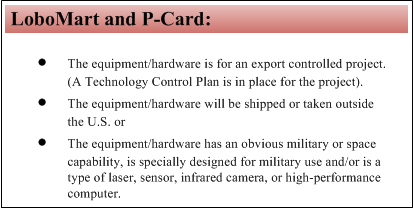 LoboMart and P-Card:
● The equipment/hardware is for an export controlled project.
(A Technology Control Plan is in place for the project).
● The equipment/hardware will be shipped or taken outside
the U.S. or
● The equipment/hardware has an obvious military or space
capability, is specially designed for military use and/or is a
type of laser, sensor, infrared camera, or high-performance
computer.